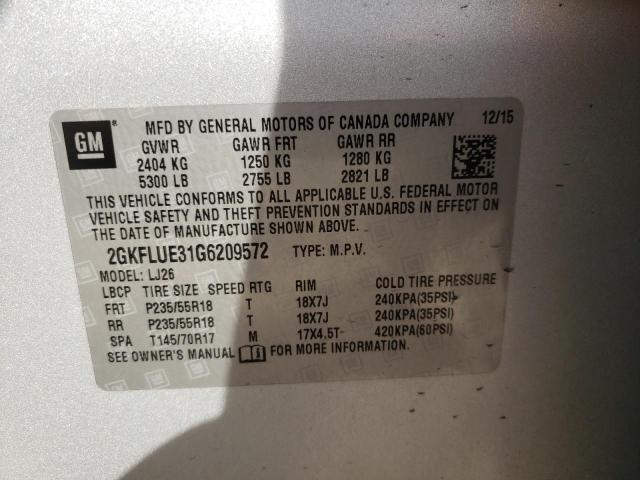 GM ® MFD BY GENERAL MOTORS OF CANADA COMPANY 12/15
GVWR GAWR FRT GAWR RR
2404 KG 1250 KG 1280 KG
5300 LB 2755 LB 2821 LB
THIS VEHICLE CONFORMS TO ALL APPLICABLE U.S. FEDERAL MOTOR
VEHICLE SAFETY AND THEFT PREVENTION STANDARDS IN EFFECT ON
THE DATE OF MANUFACTURE SHOWN ABOVE.
2GKFLUE31G6209572 TYPE: M.P.V.
MODEL: LJ26
LBCP TIRE SIZE SPEED RTG RIM COLD TIRE PRESSURE
FRT P235/55R18 T 18X7J 240KPA(35PSI)
RR P235/55R18 T 18X7J 240KPA(35PSI)
SPA T145/70R17 M 17X4.5T 420KPA(60PSI)
SEE OWNER'S MANUAL FOR MORE INFORMATION.